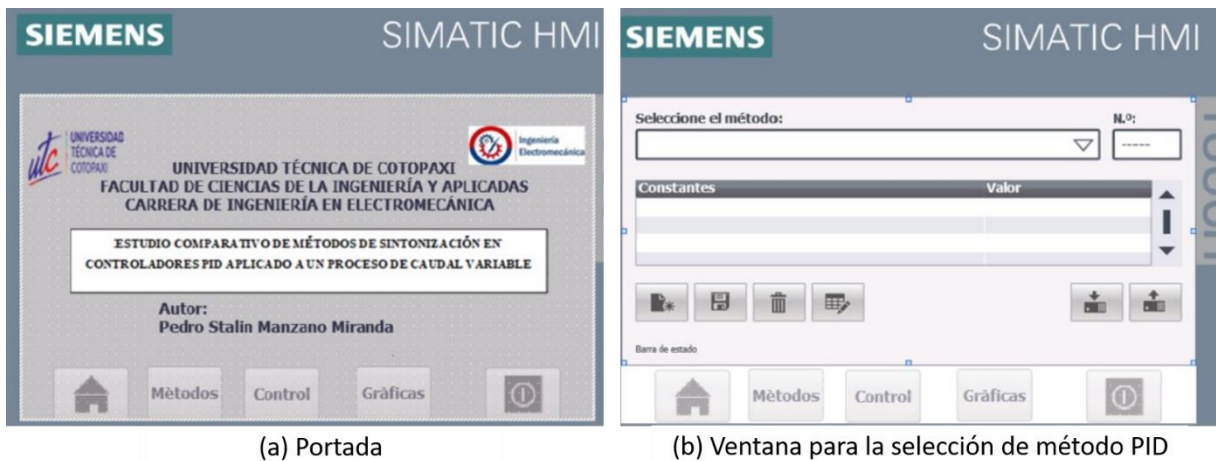 SIEMENS
SIMATIC HMI
utc
UNIVERSIDAD
TÉCNICA DE
COTOPAXI
Ingeniería
Electromecánica
UNIVERSIDAD TÉCNICA DE COTOPAXI
FACULTAD DE CIENCIAS DE LA INGENIERÍA Y APLICADAS
CARRERA DE INGENIERÍA EN ELECTROMECÁNICA
ESTUDIO COMPARATIVO DE MÉTODOS DE SINTONIZACIÓN EN
CONTROLADORES PID APLICADO A UN PROCESO DE CAUDAL VARIABLE
Autor:
Pedro Stalin Manzano Miranda
Mètodos
Control
Gràficas
(a) Portada
SIEMENS
SIMATIC HMI
Seleccione el método:
N.º:
-----
Constantes
Valor
Barra de estado
Mètodos
Control
Gràficas
(b) Ventana para la selección de método PID